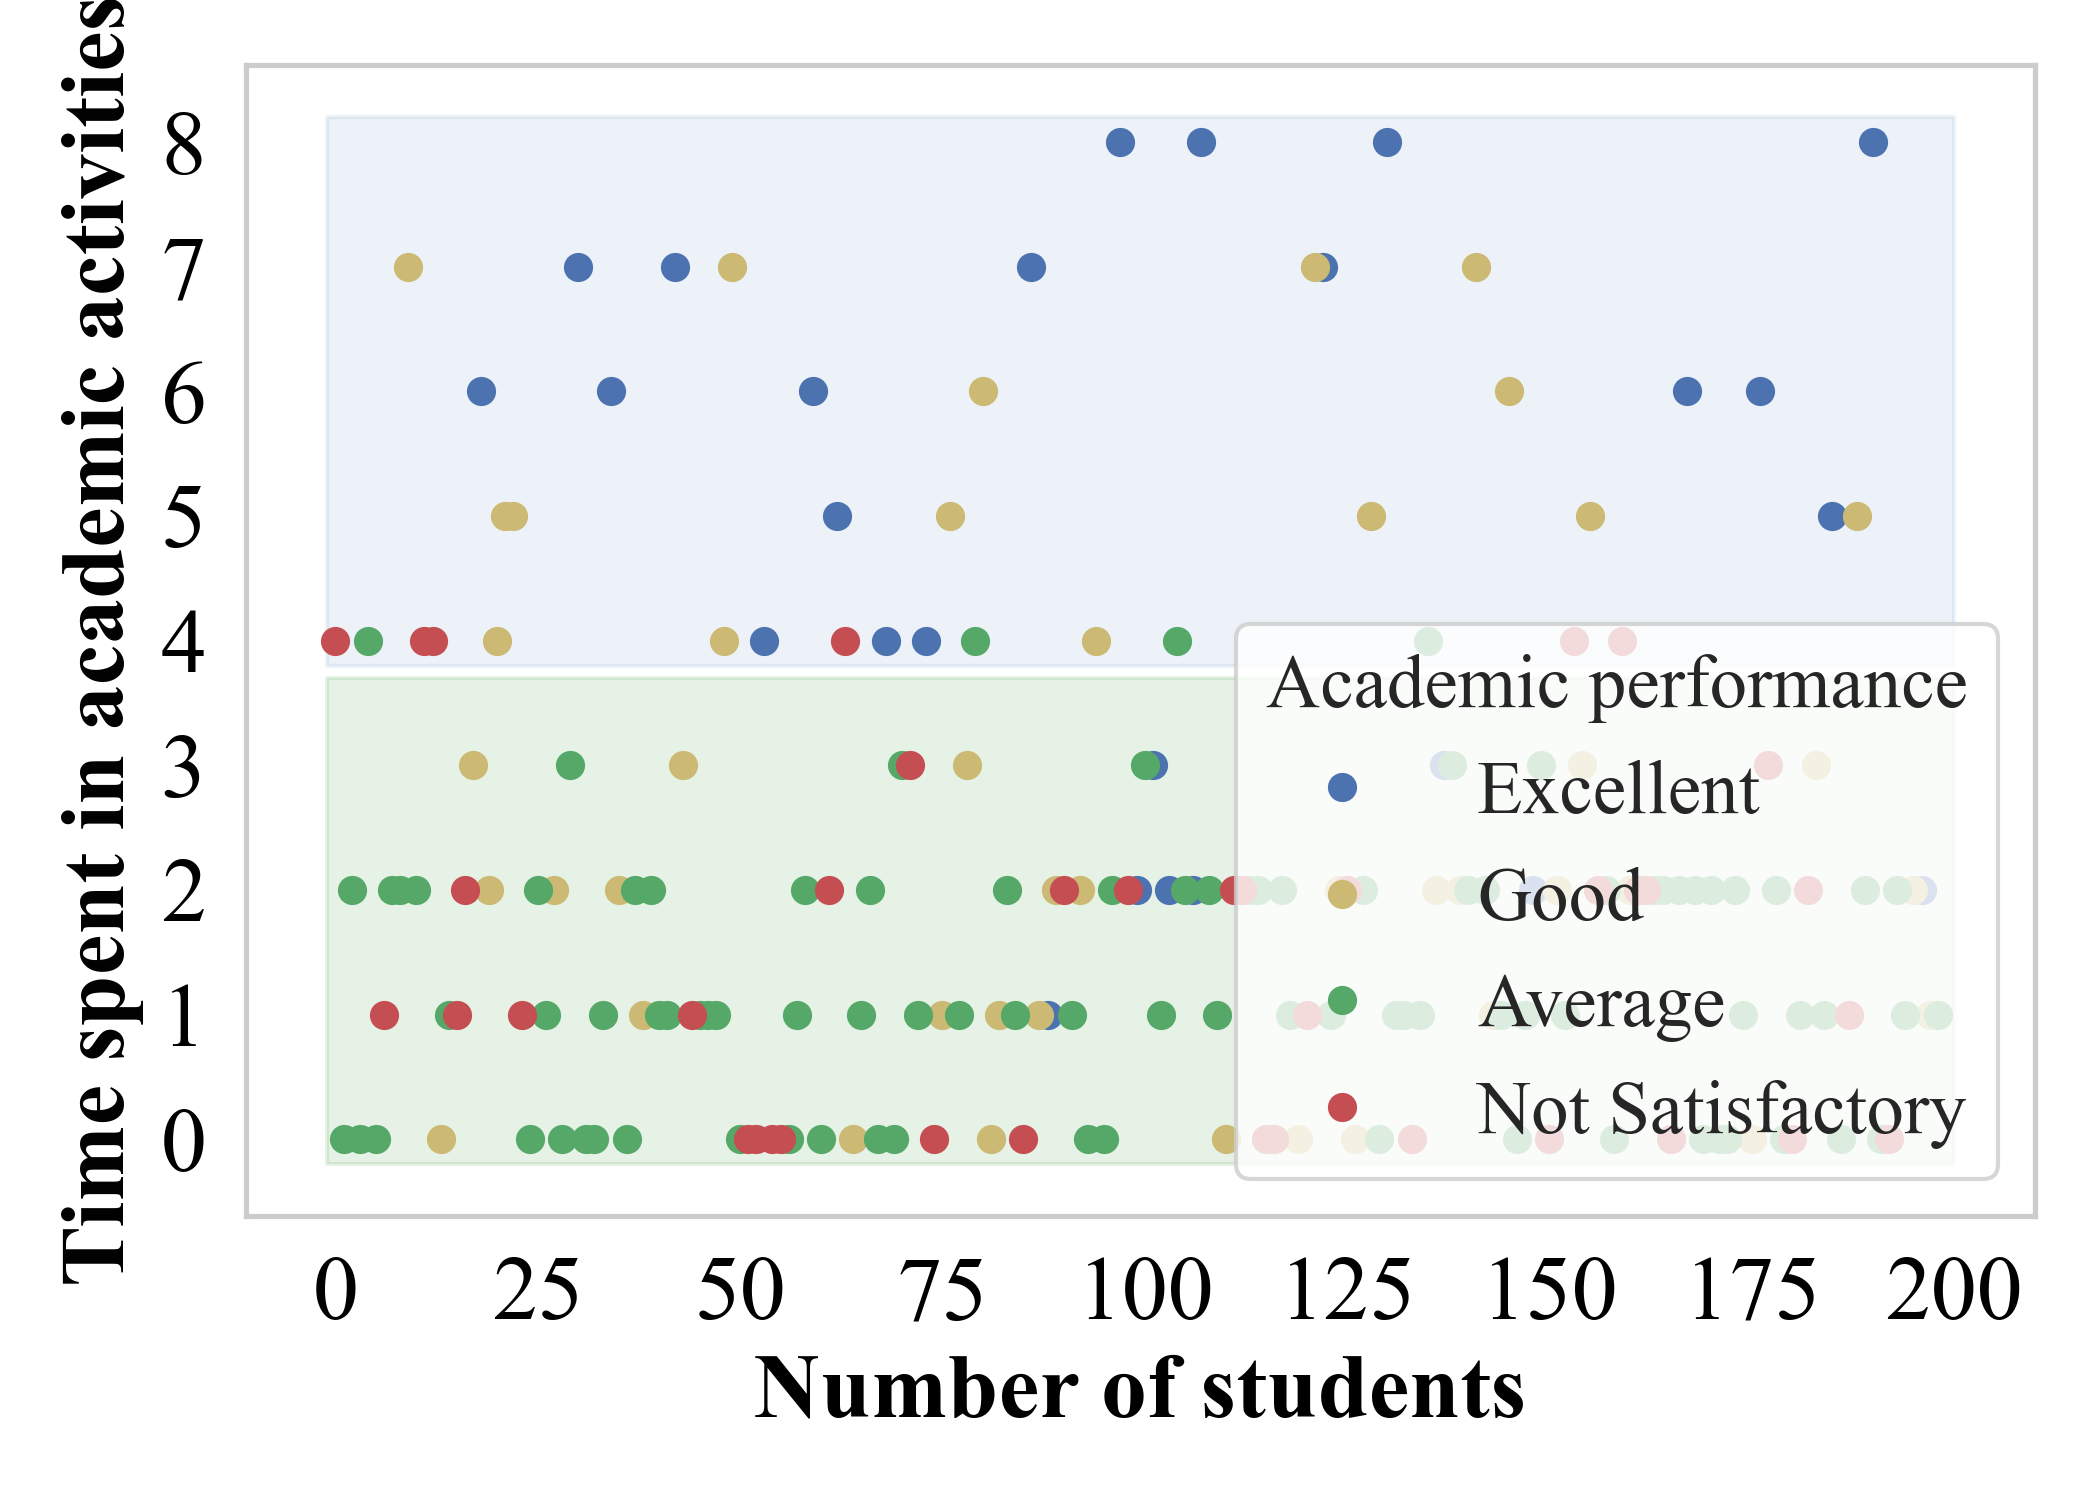 Time spent in academic activities
8
7
6
5
4
3
2
1
0
Academic performance
Excellent
Good
Average
Not Satisfactory
0 25 50 75 100 125 150 175 200
Number of students